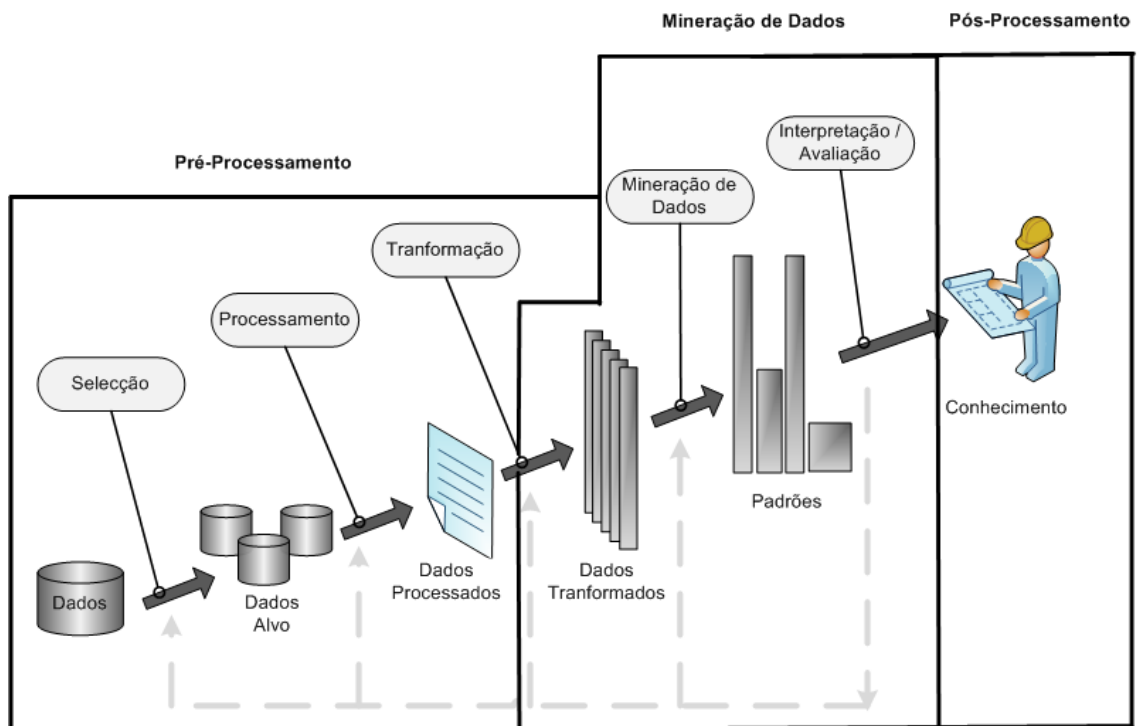 Mineração de Dados
Pós-Processamento
Pré-Processamento
Interpretação /
Avaliação
Mineração de
Dados
Tranformação
Processamento
Selecção
Conhecimento
Padrões
Dados
Processados
Dados
Tranformados
Dados
Dados
Alvo